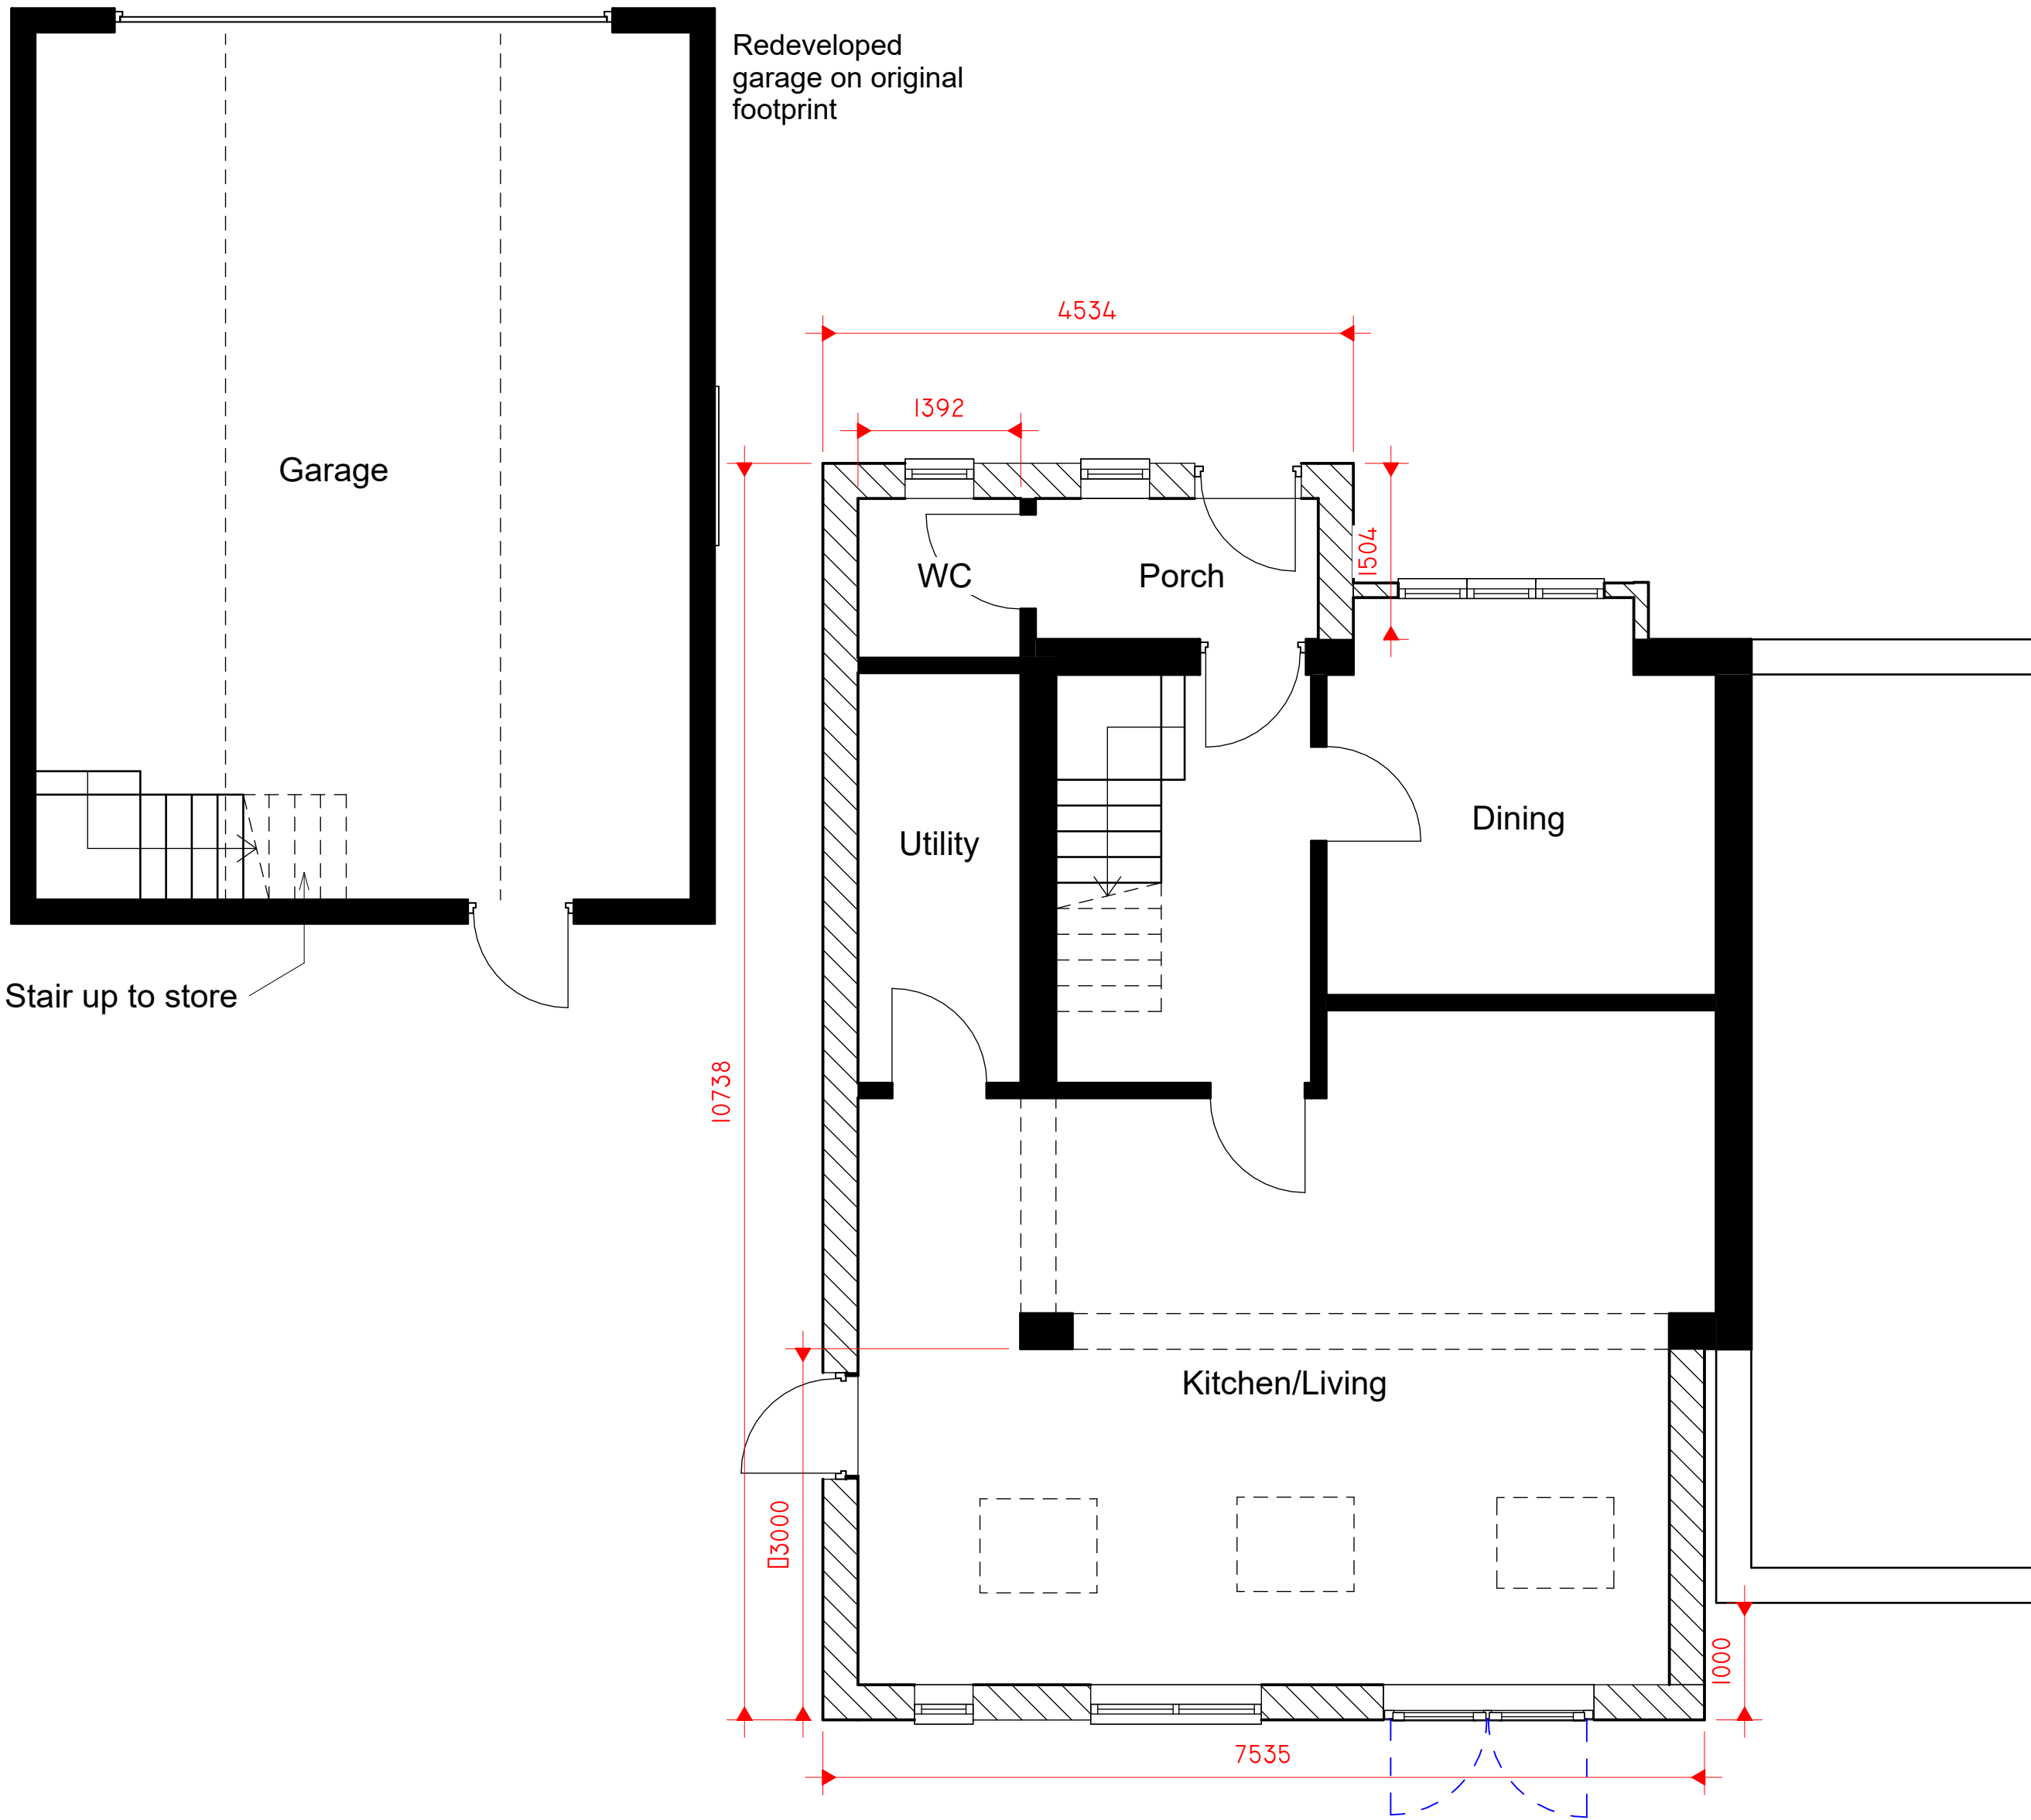 Redeveloped
garage on original
footprint
4534
1392
Garage
1504
WC
Porch
Dining
Utility
Stair up to store
10738
Kitchen/Living
3000
1000
7535